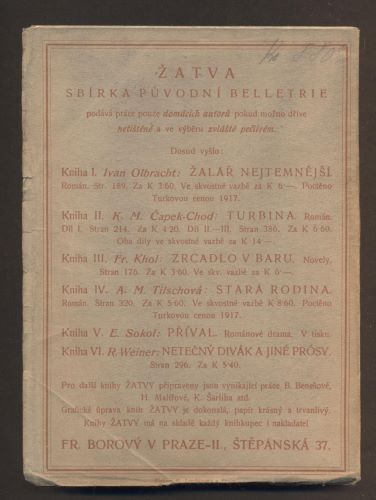 ŽATVA
SBÍRKA PŮVODNÍ BELLETRIE
podává práce pouze domácích autorů pokud možno dříve
netištěné a ve výběru zvláště pečlivém.
Dosud vyšlo:
Kniha I. Ivan Olbracht: ŽALÁŘ NEJTEMNĚJŠÍ.
Román. Str. 189. Za K 3·60. Ve skvostné vazbě za K 6·—. Poctěno
Turkovou cenou 1917.
Kniha II. K. M. Čapek-Chod: TURBINA. Román.
Díl I. Stran 214. Za K 4·20. Díl II.—III. Stran 386. Za K 6·60.
Oba díly ve skvostné vazbě za K 14·—.
Kniha III. Fr. Khol: ZRCADLO V BARU. Novely.
Stran 176. Za K 3·60. Ve skv. vazbě za K 6·—.
Kniha IV. A. M. Tilschová: STARÁ RODINA.
Román. Stran 320. Za K 5·60. Ve skvostné vazbě K 8·60. Poctěno
Turkovou cenou 1917.
Kniha V. E. Sokol: PŘÍVAL. Románové drama. V tisku.
Kniha VI. R. Weiner: NETEČNÝ DIVÁK A JINÉ PRÓSY.
Stran 296. Za K 5·40.
Pro další knihy ŽATVY připraveny jsou vynikající práce B. Benešové,
H. Malířové, K. Šarliha atd.
Grafická úprava knih ŽATVY je dokonalá, papír krásný a trvanlivý.
Knihy ŽATVY má na skladě každý knihkupec i nakladatel
FR. BOROVÝ V PRAZE-II., ŠTĚPÁNSKÁ 37.